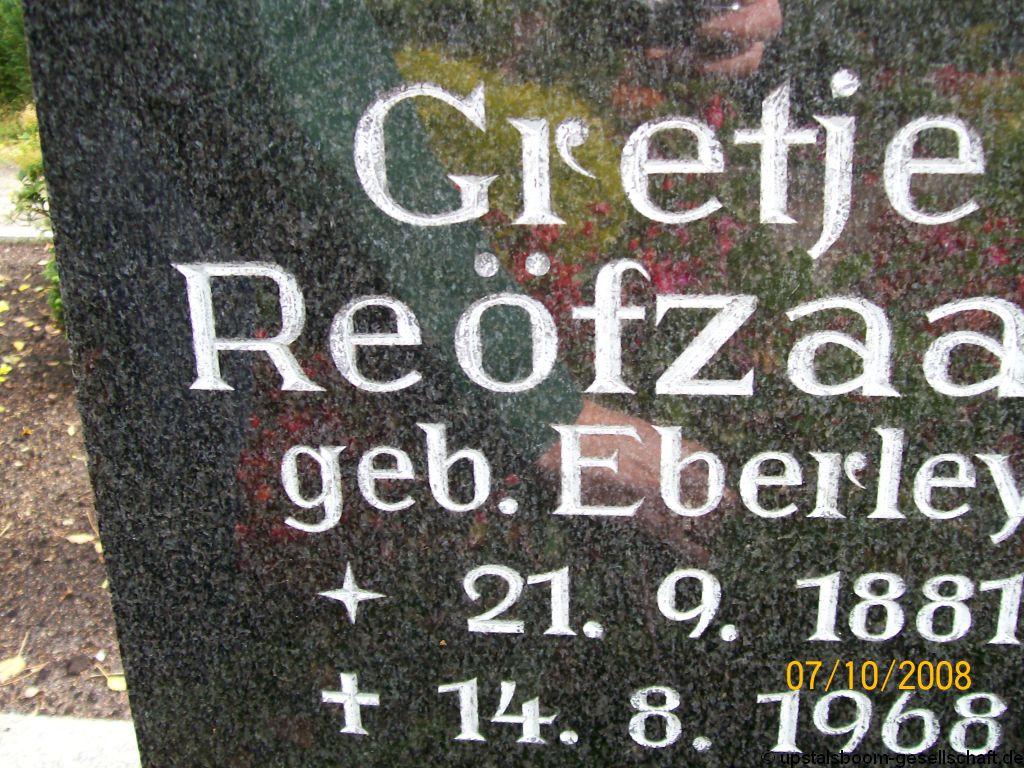 Gretje
Reöfzaa
geb. Eberley
21. 9. 1881
14. 8. 1968
07/10/2008
© upstalsboom-gesellschaft.de